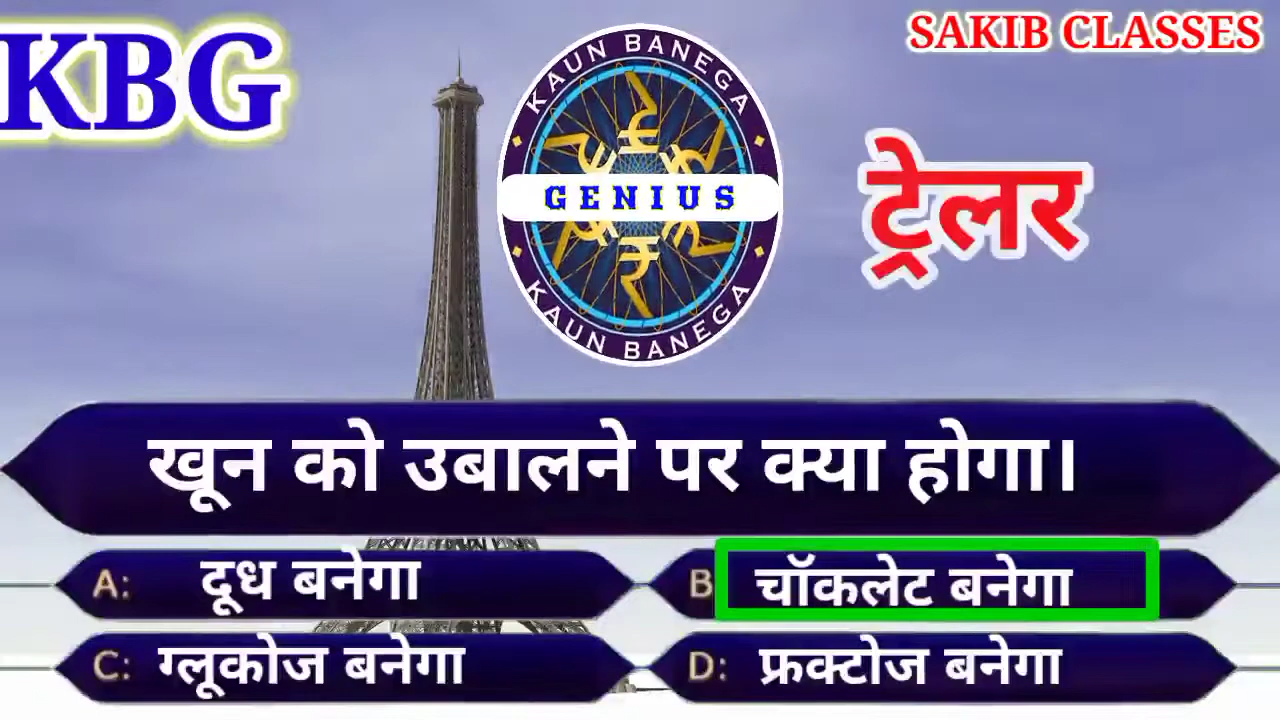 KBG
SAKIB CLASSES
KAUN BANEGA
GENIUS
KAUN BANEGA
ट्रेलर
खून को उबालने पर क्या होगा।
A: दूध बनेगा
B चॉकलेट बनेगा
C: ग्लूकोज बनेगा
D: फ्रक्टोज बनेगा